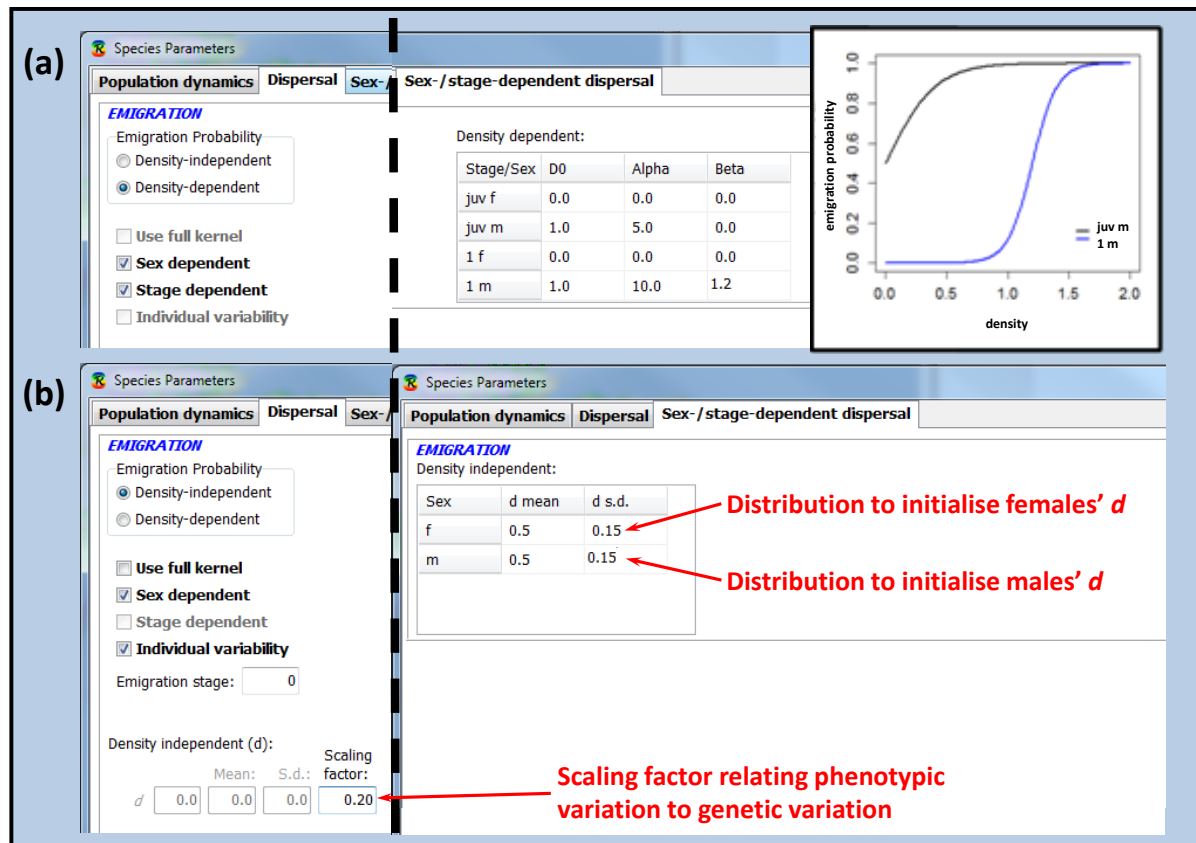 (a)
Species Parameters
Population dynamics Dispersal Sex-/ Sex-/stage-dependent dispersal
EMIGRATION
Emigration Probability
Density-independent
Density-dependent
Use full kernel
Sex dependent
Stage dependent
Individual variability
Density dependent:
Stage/Sex D0 Alpha Beta
juv f 0.0 0.0 0.0
juv m 1.0 5.0 0.0
1 f 0.0 0.0 0.0
1 m 1.0 10.0 1.2
emigration probability
1.0
0.8
0.6
0.4
0.2
0.0
juv m
1 m
0.0 0.5 1.0 1.5 2.0
density
(b)
Species Parameters
Population dynamics Dispersal Sex-/
EMIGRATION
Emigration Probability
Density-independent
Density-dependent
Use full kernel
Sex dependent
Stage dependent
Individual variability
Emigration stage: 0
Density independent (d):
Mean: S.d.: Scaling factor:
d 0.0 0.0 0.0 0.20
Species Parameters
Population dynamics Dispersal Sex-/stage-dependent dispersal
EMIGRATION
Density independent:
Sex d mean d s.d.
f 0.5 0.15
m 0.5 0.15
Distribution to initialise females' d
Distribution to initialise males' d
Scaling factor relating phenotypic
variation to genetic variation